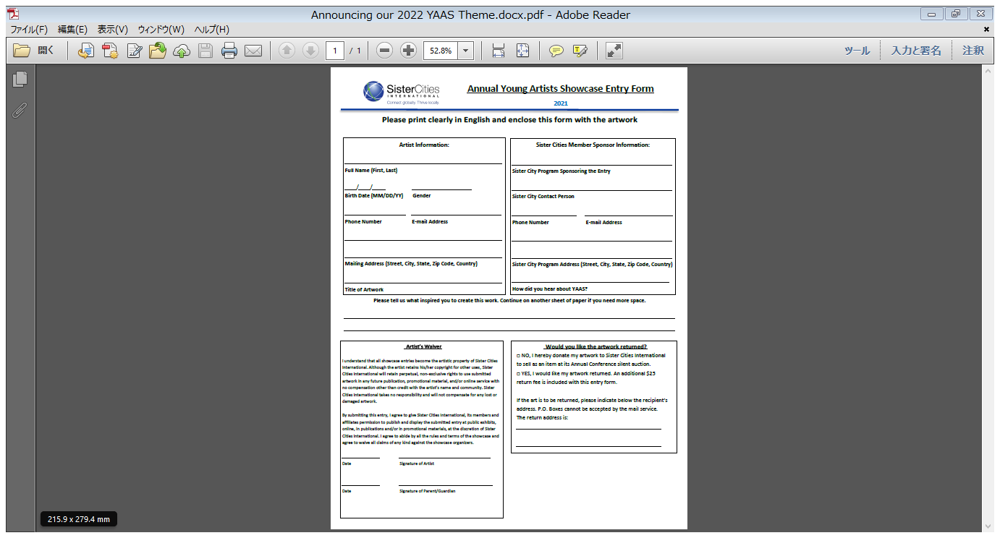 Announcing our 2022 YAAS Theme.docx.pdf - Adobe Reader
ファイル(F) 編集(E) 表示(V) ウィンドウ(W) ヘルプ(H)
開く 1 / 1 52.8% ツール 入力と署名 注釈
SisterCities
INTERNATIONAL
Connect globally. Thrive locally.
Annual Young Artists Showcase Entry Form
2021
Please print clearly in English and enclose this form with the artwork
Artist Information:
Full Name (First, Last)
___/___/___
Birth Date (MM/DD/YY) Gender
Phone Number E-mail Address
Mailing Address (Street, City, State, Zip Code, Country)
Title of Artwork
Sister Cities Member Sponsor Information:
Sister City Program Sponsoring the Entry
Sister City Contact Person
Phone Number E-mail Address
Sister City Program Address (Street, City, State, Zip Code, Country)
How did you hear about YAAS?
Please tell us what inspired you to create this work. Continue on another sheet of paper if you need more space.
Artist's Waiver
I understand that all showcase entries become the artistic property of Sister Cities
International. Although the artist retains his/her copyright for other uses, Sister
Cities International will retain perpetual, non-exclusive rights to use submitted
artwork in any future publication, promotional material, and/or online service with
no compensation other than credit with the artist's name and community. Sister
Cities International takes no responsibility and will not compensate for any lost or
damaged artwork.
By submitting this entry, I agree to give Sister Cities International, its members and
affiliates permission to publish and display the submitted entry at public exhibits,
online, in publications and/or in promotional materials, at the discretion of Sister
Cities International. I agree to abide by all the rules and terms of the showcase and
agree to waive all claims of any kind against the showcase organizers.
Date Signature of Artist
Date Signature of Parent/Guardian
Would you like the artwork returned?
□ NO, I hereby donate my artwork to Sister Cities International
to sell as an item at its Annual Conference silent auction.
□ YES, I would like my artwork returned. An additional $25
return fee is included with this entry form.
If the art is to be returned, please indicate below the recipient's
address. P.O. Boxes cannot be accepted by the mail service.
The return address is:
215.9 x 279.4 mm